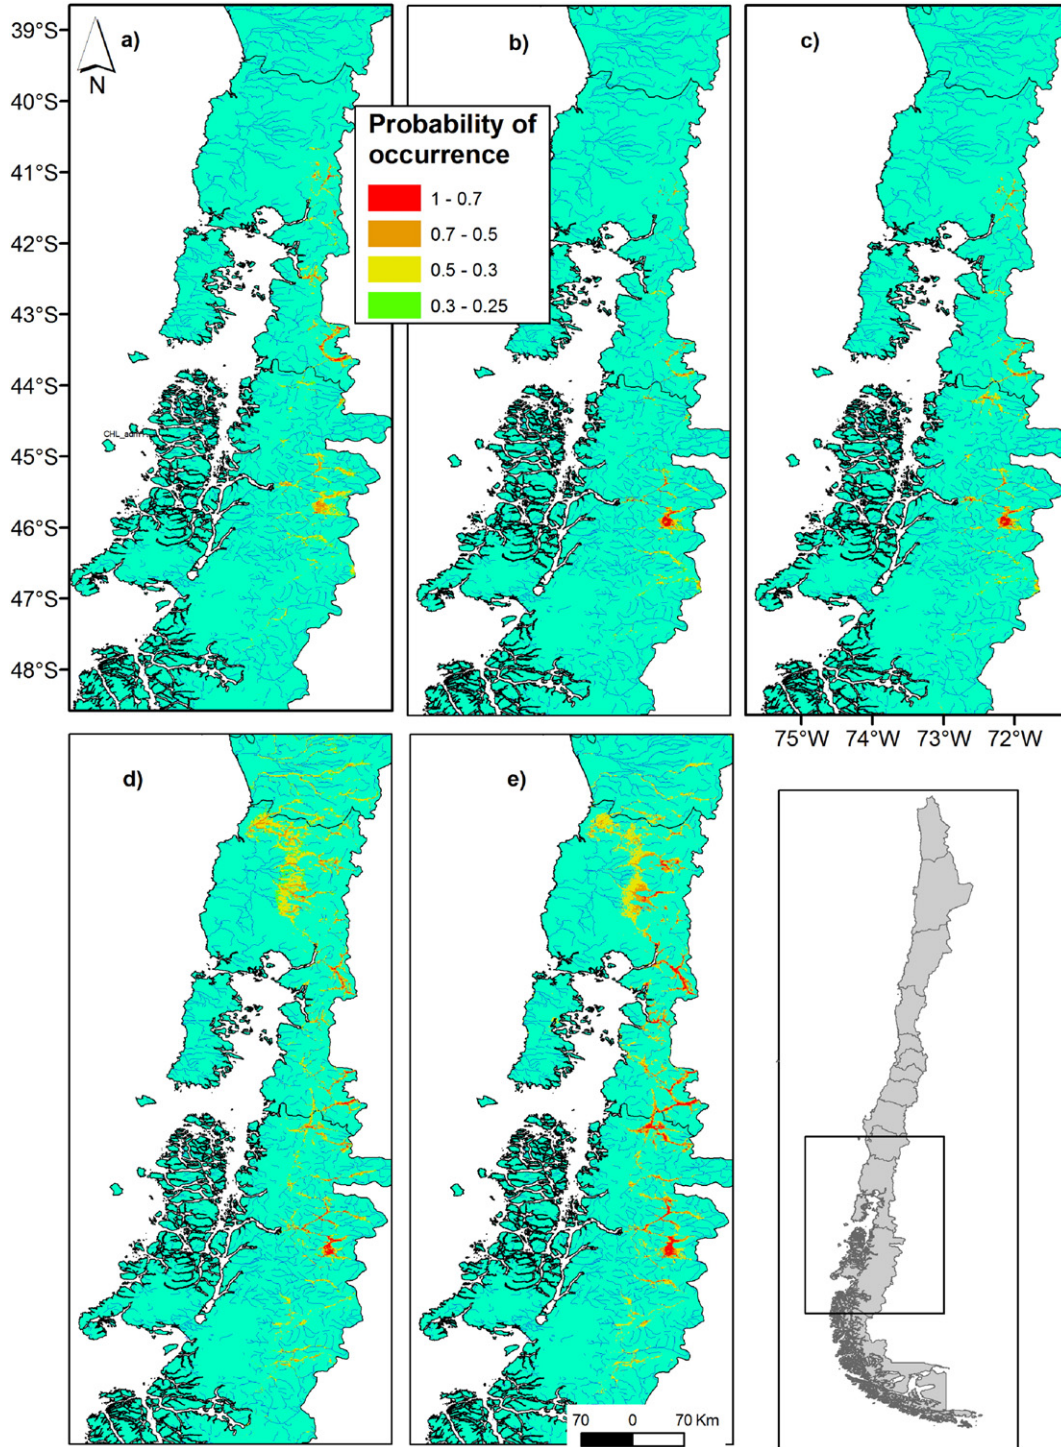 39°S
40°S
41°S
42°S
43°S
44°S
45°S
46°S
47°S
48°S
N
a)
b)
c)
Probability of
occurrence
1 - 0.7
0.7 - 0.5
0.5 - 0.3
0.3 - 0.25
75°W 74°W 73°W 72°W
d)
e)
70 0 70 Km